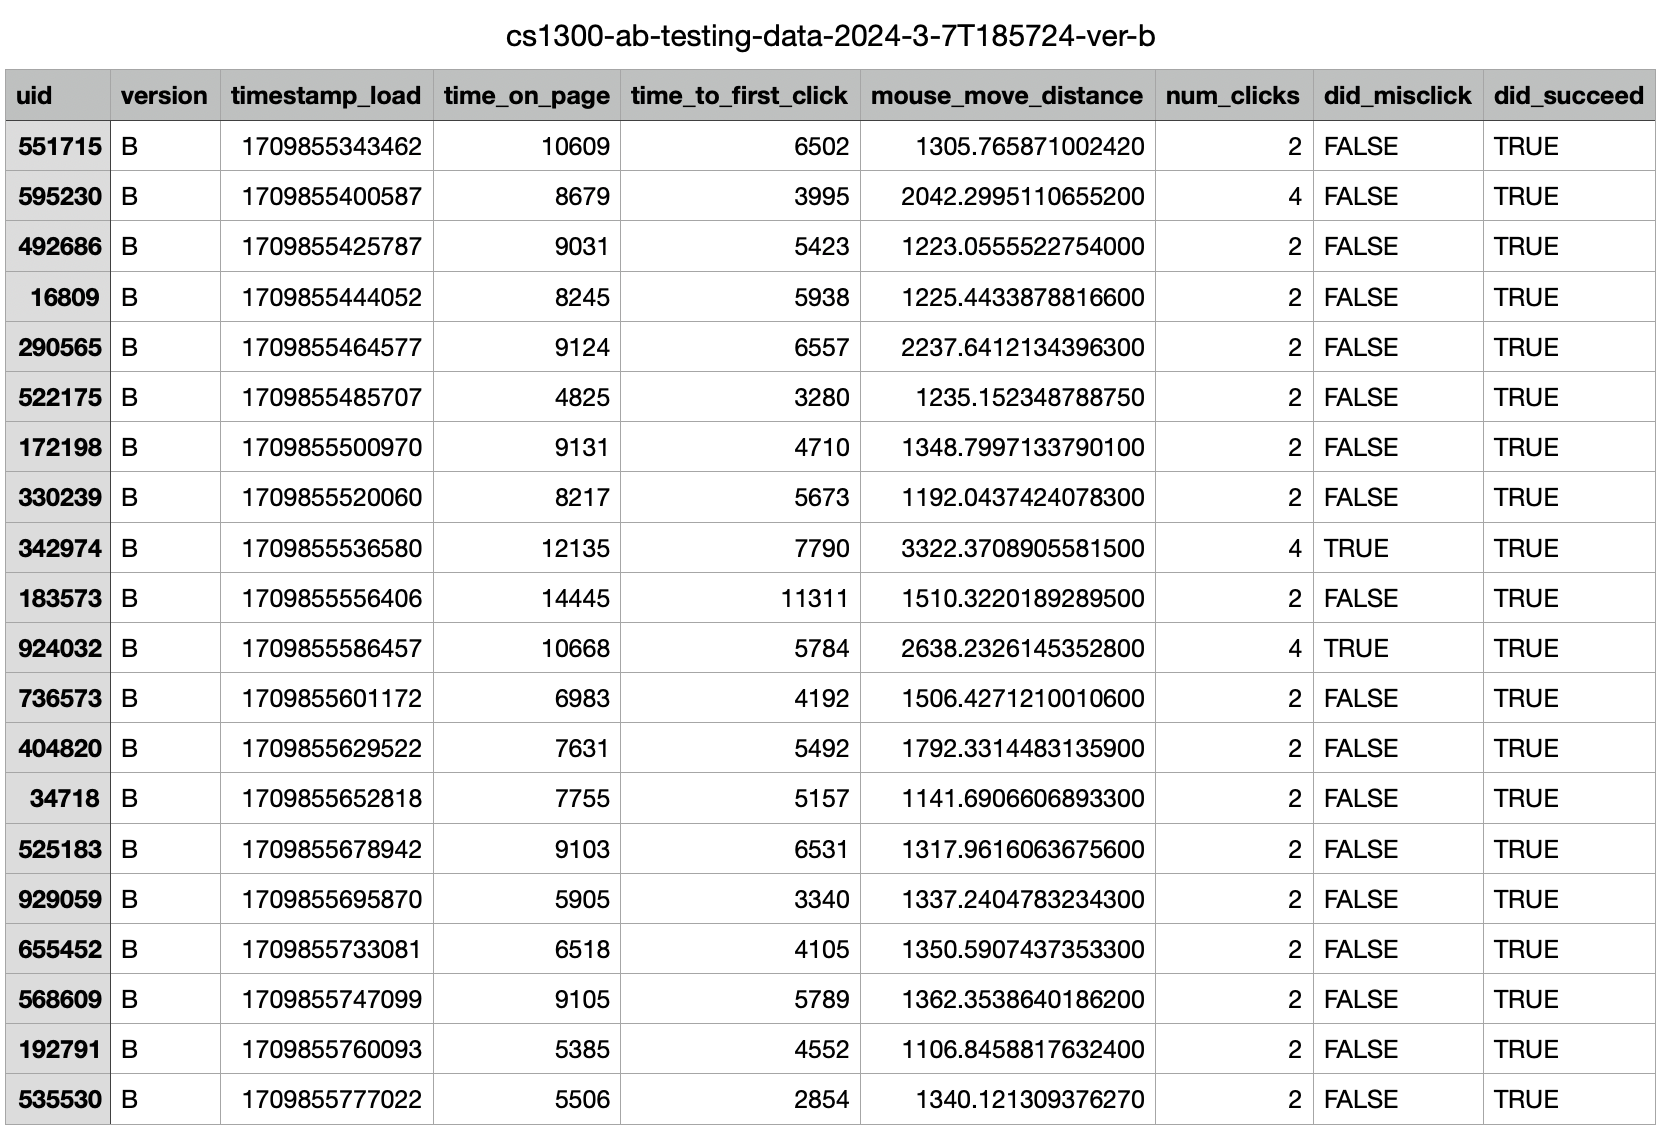 cs1300-ab-testing-data-2024-3-7T185724-ver-b
uid version timestamp_load time_on_page time_to_first_click mouse_move_distance num_clicks did_misclick did_succeed
551715 B 1709855343462 10609 6502 1305.765871002420 2 FALSE TRUE
595230 B 1709855400587 8679 3995 2042.2995110655200 4 FALSE TRUE
492686 B 1709855425787 9031 5423 1223.0555522754000 2 FALSE TRUE
16809 B 1709855444052 8245 5938 1225.4433878816600 2 FALSE TRUE
290565 B 1709855464577 9124 6557 2237.6412134396300 2 FALSE TRUE
522175 B 1709855485707 4825 3280 1235.152348788750 2 FALSE TRUE
172198 B 1709855500970 9131 4710 1348.7997133790100 2 FALSE TRUE
330239 B 1709855520060 8217 5673 1192.0437424078300 2 FALSE TRUE
342974 B 1709855536580 12135 7790 3322.3708905581500 4 TRUE TRUE
183573 B 1709855556406 14445 11311 1510.3220189289500 2 FALSE TRUE
924032 B 1709855586457 10668 5784 2638.2326145352800 4 TRUE TRUE
736573 B 1709855601172 6983 4192 1506.4271210010600 2 FALSE TRUE
404820 B 1709855629522 7631 5492 1792.3314483135900 2 FALSE TRUE
34718 B 1709855652818 7755 5157 1141.6906606893300 2 FALSE TRUE
525183 B 1709855678942 9103 6531 1317.9616063675600 2 FALSE TRUE
929059 B 1709855695870 5905 3340 1337.2404783234300 2 FALSE TRUE
655452 B 1709855733081 6518 4105 1350.5907437353300 2 FALSE TRUE
568609 B 1709855747099 9105 5789 1362.3538640186200 2 FALSE TRUE
192791 B 1709855760093 5385 4552 1106.8458817632400 2 FALSE TRUE
535530 B 1709855777022 5506 2854 1340.121309376270 2 FALSE TRUE